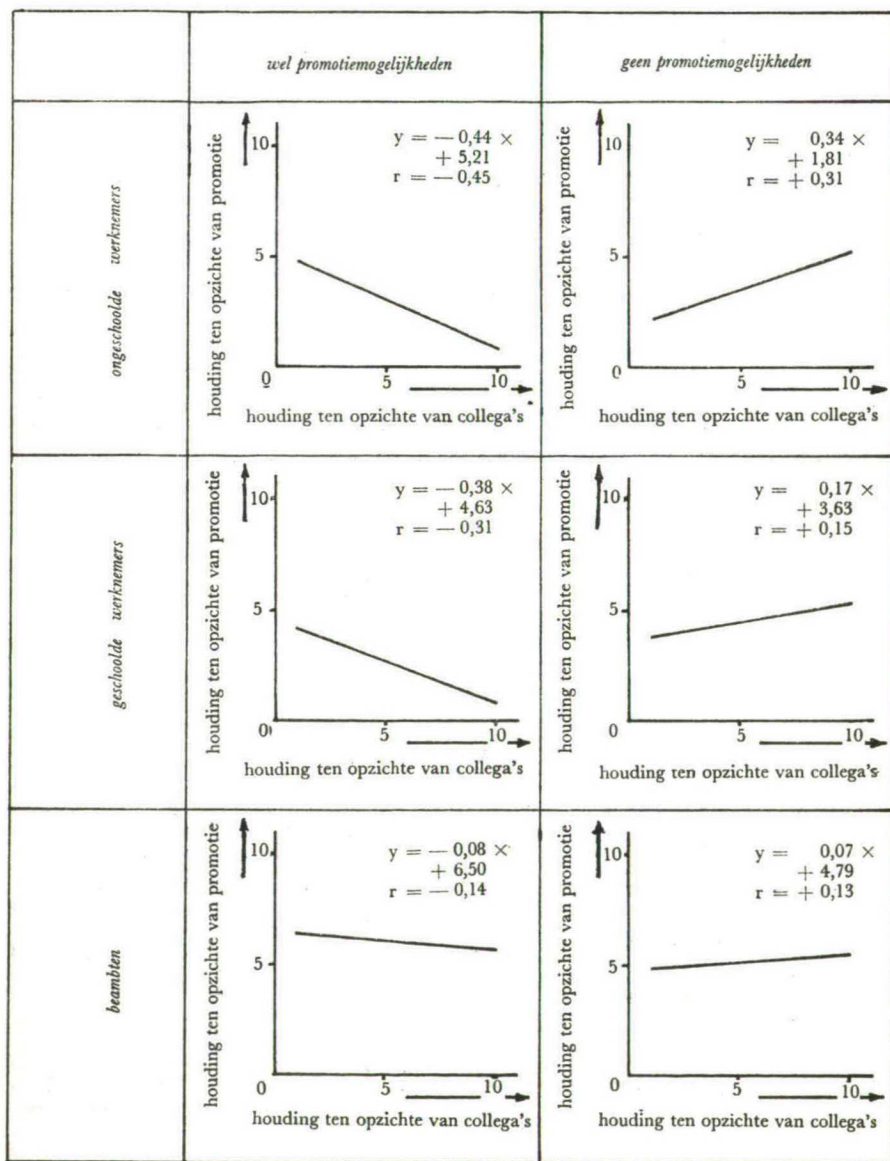 wel promotiemogelijkheden
geen promotiemogelijkheden
ongeschoolde werknemers
houding ten opzichte van promotie
10
5
0
5
10
y = — 0,44 ×
+ 5,21
r = — 0,45
houding ten opzichte van collega's
houding ten opzichte van promotie
10
5
0
5
10
y = 0,34 ×
+ 1,81
r = + 0,31
houding ten opzichte van collega's
geschoolde werknemers
houding ten opzichte van promotie
10
5
0
5
10
y = — 0,38 ×
+ 4,63
r = — 0,31
houding ten opzichte van collega's
houding ten opzichte van promotie
10
5
0
5
10
y = 0,17 ×
+ 3,63
r = + 0,15
houding ten opzichte van collega's
beambten
houding ten opzichte van promotie
10
5
0
5
10
y = — 0,08 ×
+ 6,50
r = — 0,14
houding ten opzichte van collega's
houding ten opzichte van promotie
10
5
0
5
10
y = 0,07 ×
+ 4,79
r = + 0,13
houding ten opzichte van collega's